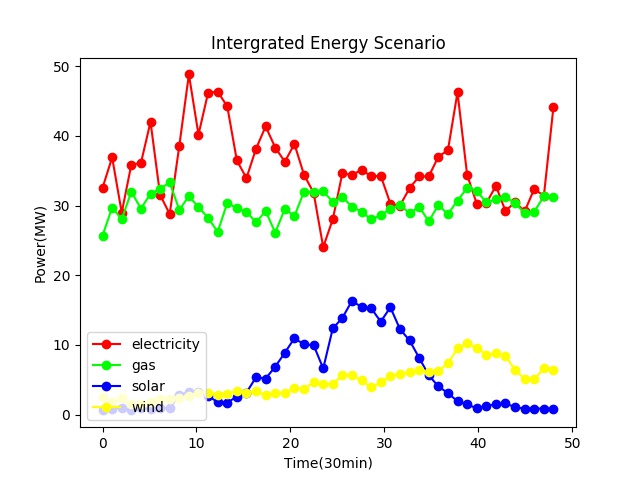 Intergrated Energy Scenario
Power(MW)
50
40
30
20
10
0
electricity
gas
solar
wind
0 10 20 30 40 50
Time(30min)